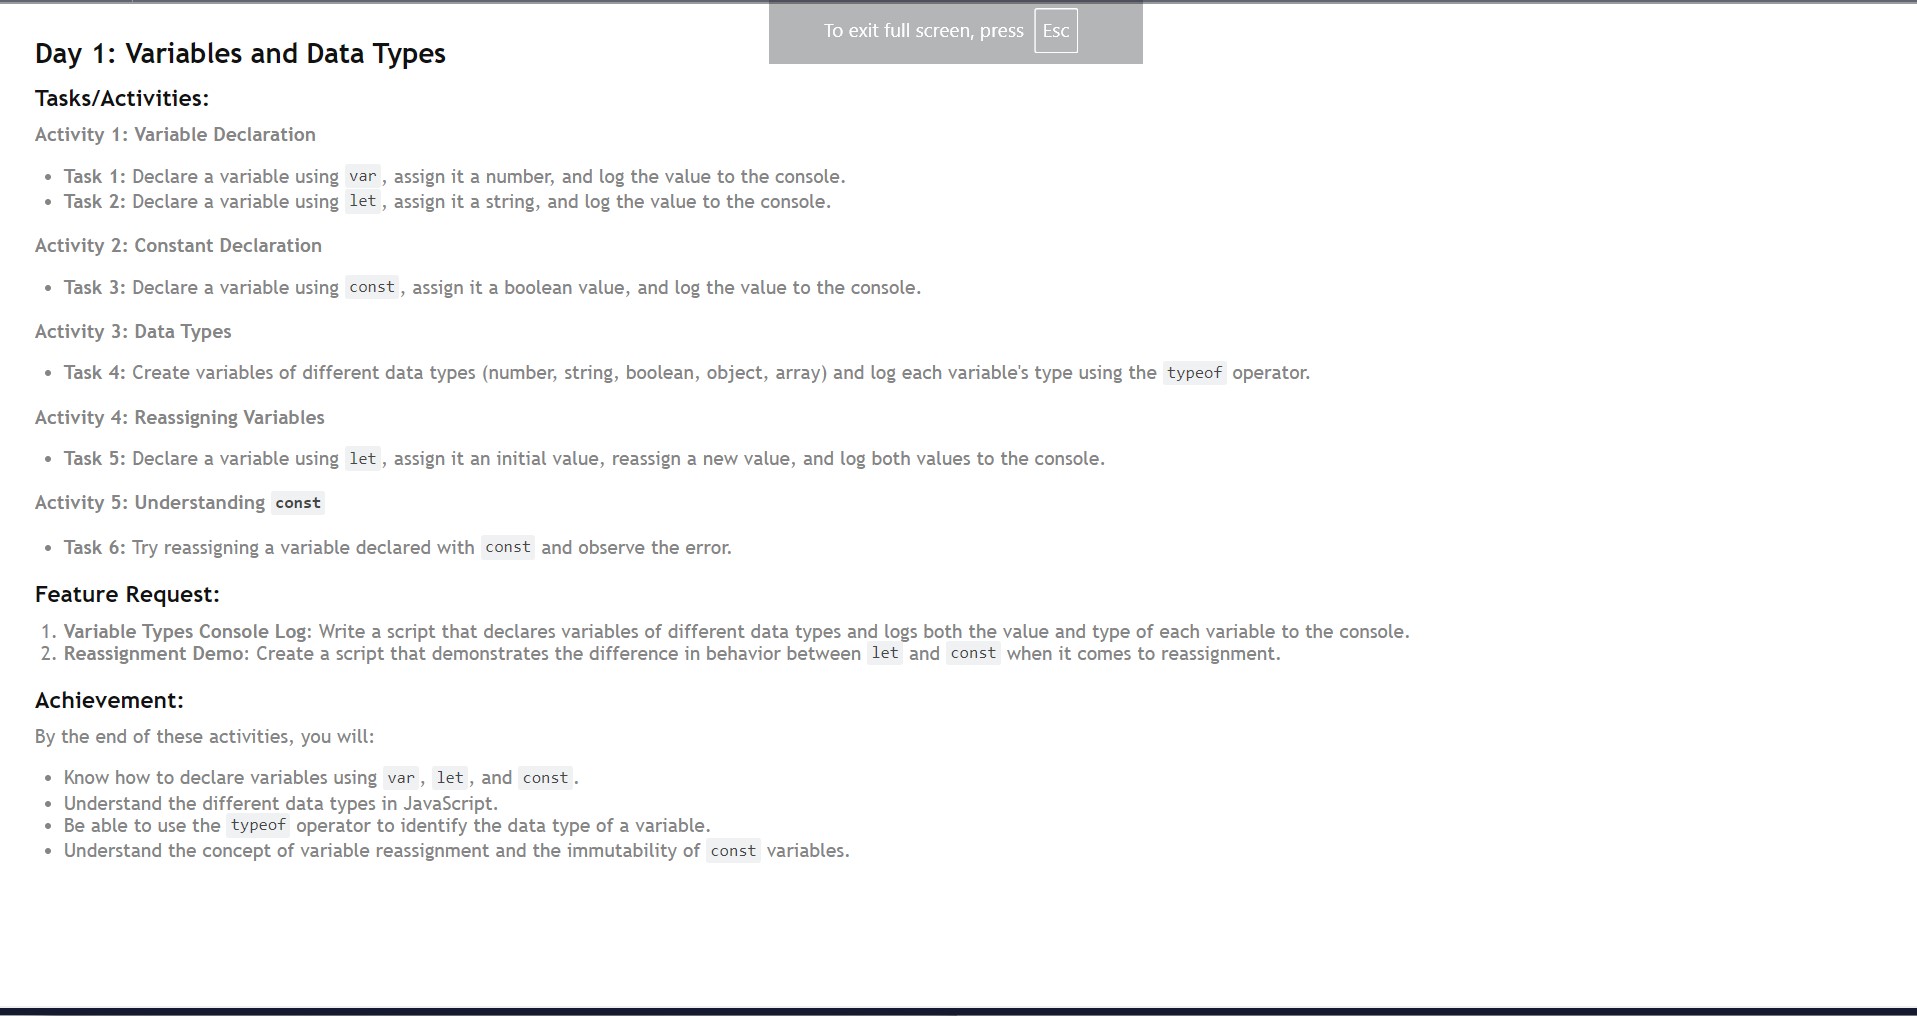 To exit full screen, press Esc
Day 1: Variables and Data Types
Tasks/Activities:
Activity 1: Variable Declaration
• Task 1: Declare a variable using var, assign it a number, and log the value to the console.
• Task 2: Declare a variable using let, assign it a string, and log the value to the console.
Activity 2: Constant Declaration
• Task 3: Declare a variable using const, assign it a boolean value, and log the value to the console.
Activity 3: Data Types
• Task 4: Create variables of different data types (number, string, boolean, object, array) and log each variable's type using the typeof operator.
Activity 4: Reassigning Variables
• Task 5: Declare a variable using let, assign it an initial value, reassign a new value, and log both values to the console.
Activity 5: Understanding const
• Task 6: Try reassigning a variable declared with const and observe the error.
Feature Request:
1. Variable Types Console Log: Write a script that declares variables of different data types and logs both the value and type of each variable to the console.
2. Reassignment Demo: Create a script that demonstrates the difference in behavior between let and const when it comes to reassignment.
Achievement:
By the end of these activities, you will:
• Know how to declare variables using var, let, and const.
• Understand the different data types in JavaScript.
• Be able to use the typeof operator to identify the data type of a variable.
• Understand the concept of variable reassignment and the immutability of const variables.